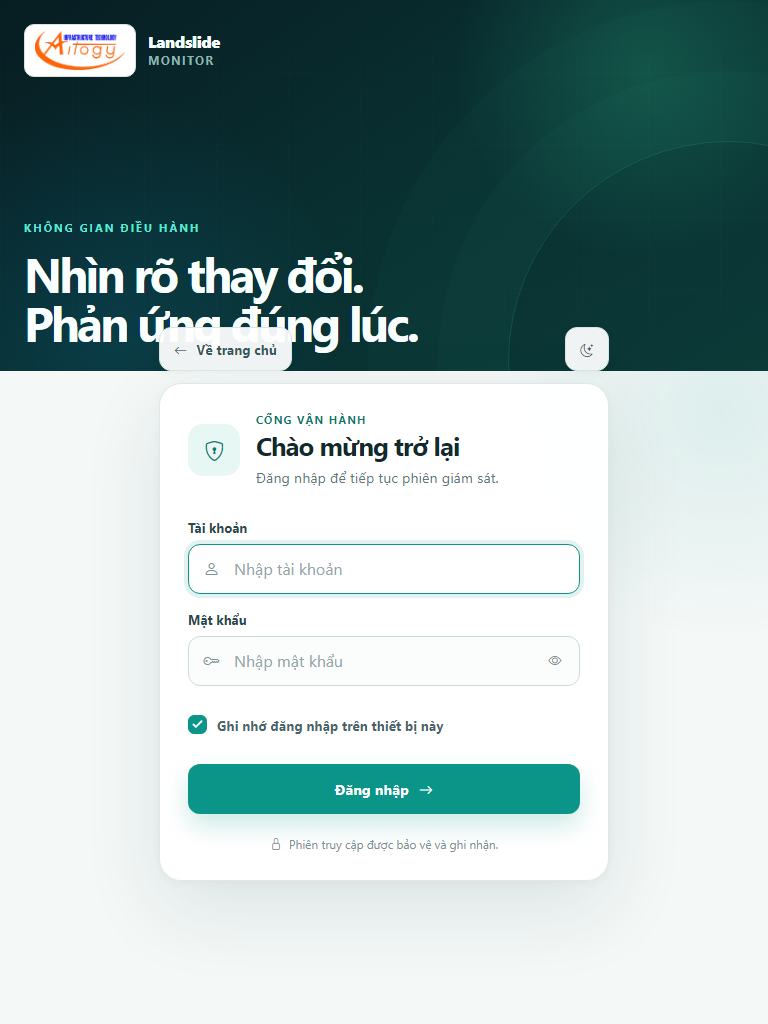 INFRASTRUCTURE TECHNOLOGY
Aitogy
Landslide
MONITOR
KHÔNG GIAN ĐIỀU HÀNH
Nhìn rõ thay đổi.
Phản ứng đúng lúc.
Về trang chủ
CỔNG VẬN HÀNH
Chào mừng trở lại
Đăng nhập để tiếp tục phiên giám sát.
Tài khoản
Nhập tài khoản
Mật khẩu
Nhập mật khẩu
Ghi nhớ đăng nhập trên thiết bị này
Đăng nhập
Phiên truy cập được bảo vệ và ghi nhận.